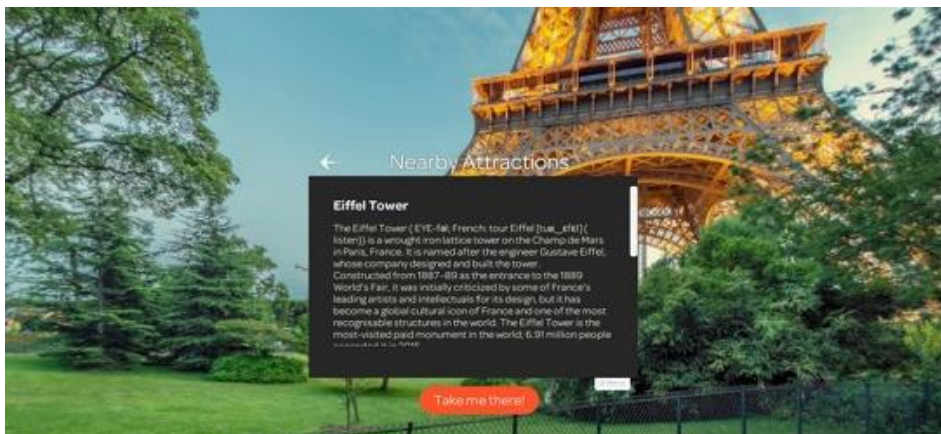 Nearby Attractions
Eiffel Tower
The Eiffel Tower ( EYE-fəl; French: tour Eiffel
listen)) is a wrought iron lattice tower on the Champ de Mars
in Paris, France. It is named after the engineer Gustave Eiffel,
whose company designed and built the tower.
Constructed from 1887–89 as the entrance to the 1889
World's Fair, it was initially criticized by some of France's
leading artists and intellectuals for its design, but it has
become a global cultural icon of France and one of the most
recognisable structures in the world. The Eiffel Tower is the
most-visited paid monument in the world; 6.91 million people
Take me there!